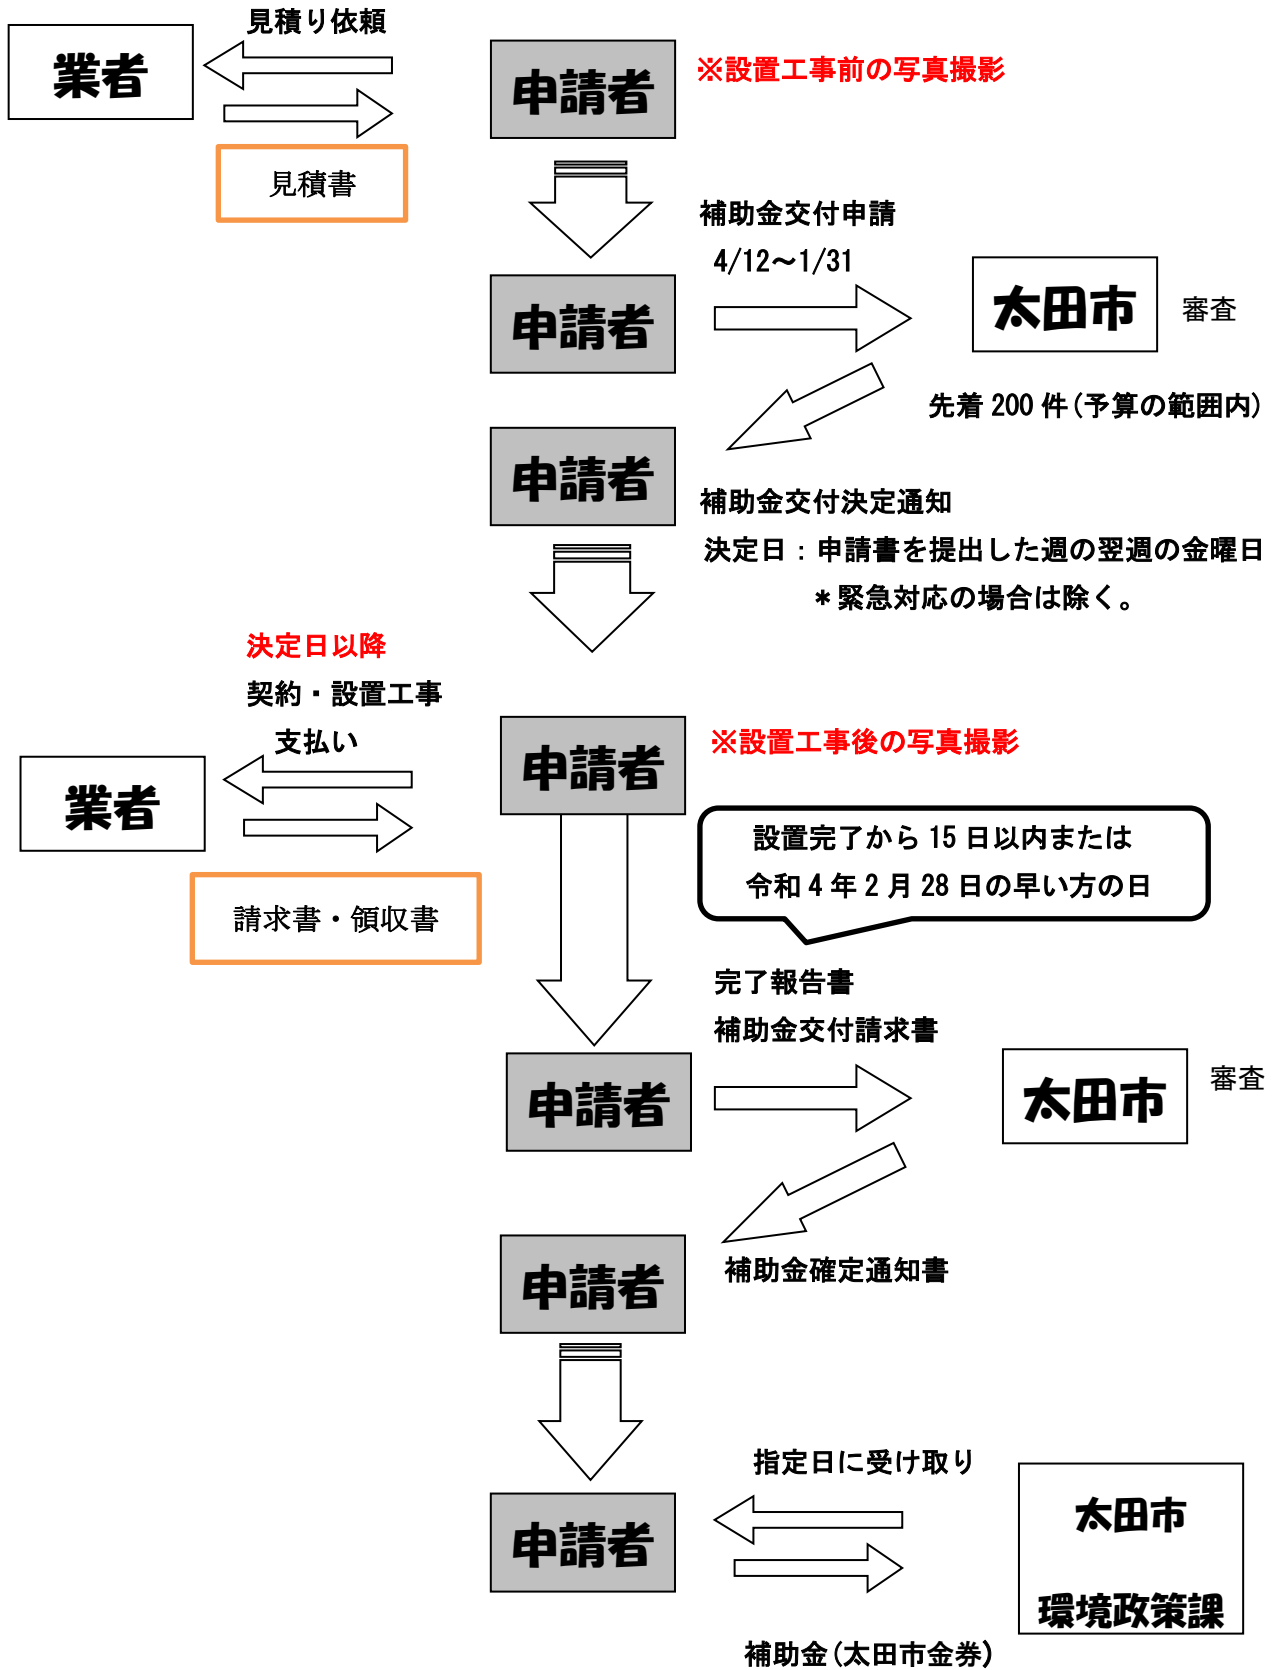 見積り依頼
業者
申請者
※設置工事前の写真撮影
見積書
補助金交付申請
4/12～1/31
申請者
太田市
審査
先着 200 件(予算の範囲内)
申請者
補助金交付決定通知
決定日：申請書を提出した週の翌週の金曜日
＊緊急対応の場合は除く。
決定日以降
契約・設置工事
支払い
業者
申請者
※設置工事後の写真撮影
請求書・領収書
設置完了から 15 日以内または
令和 4 年 2 月 28 日の早い方の日
完了報告書
補助金交付請求書
申請者
太田市
審査
申請者
補助金確定通知書
指定日に受け取り
申請者
太田市
環境政策課
補助金(太田市金券)